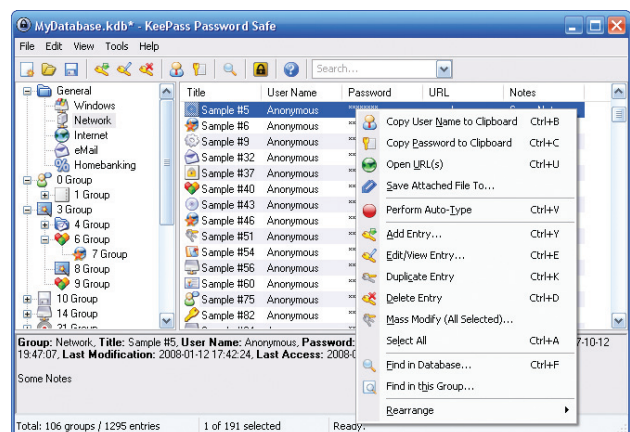 MyDatabase.kdb* - KeePass Password Safe
File Edit View Tools Help
Search...
General
Windows
Network
Internet
eMail
Homebanking
0 Group
1 Group
3 Group
4 Group
6 Group
7 Group
8 Group
9 Group
10 Group
14 Group
21 Group
Title User Name Password URL Notes
Sample #5 Anonymous ********
Sample #6 Anonymous
Sample #9 Anonymous
Sample #32 Anonymous
Sample #37 Anonymous
Sample #40 Anonymous
Sample #43 Anonymous
Sample #46 Anonymous
Sample #51 Anonymous
Sample #54 Anonymous
Sample #56 Anonymous
Sample #60 Anonymous
Sample #75 Anonymous
Sample #82 Anonymous
Copy User Name to Clipboard Ctrl+B
Copy Password to Clipboard Ctrl+C
Open URL(s) Ctrl+U
Save Attached File To...
Perform Auto-Type Ctrl+V
Add Entry... Ctrl+Y
Edit/View Entry... Ctrl+E
Duplicate Entry Ctrl+K
Delete Entry Ctrl+D
Mass Modify (All Selected)...
Select All Ctrl+A
Find in Database... Ctrl+F
Find in this Group...
Rearrange
Group: Network, Title: Sample #5, User Name: Anonymous, Password: 7-10-12
19:47:07, Last Modification: 2008-01-12 17:42:24, Last Access: 2008-0
Some Notes
Total: 106 groups / 1295 entries 1 of 191 selected Ready.